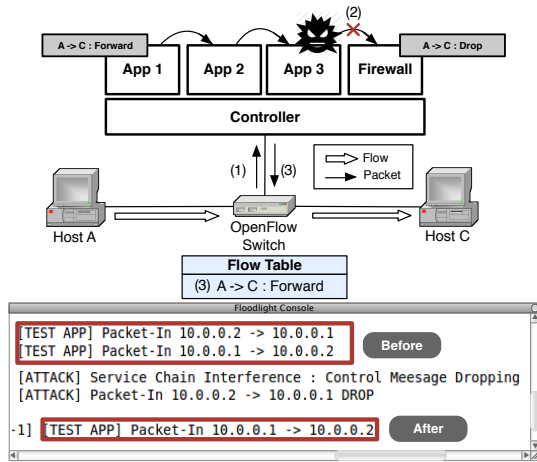 (2)
A -> C : Forward
A -> C : Drop
App 1
App 2
App 3
Firewall
Controller
(1)
(3)
Flow
Packet
Host A
OpenFlow
Switch
Host C
Flow Table
(3) A -> C : Forward
Floodlight Console
[TEST APP] Packet-In 10.0.0.2 -> 10.0.0.1
[TEST APP] Packet-In 10.0.0.1 -> 10.0.0.2
Before
[ATTACK] Service Chain Interference : Control Meesage Dropping
[ATTACK] Packet-In 10.0.0.2 -> 10.0.0.1 DROP
-1] [TEST APP] Packet-In 10.0.0.1 -> 10.0.0.2
After